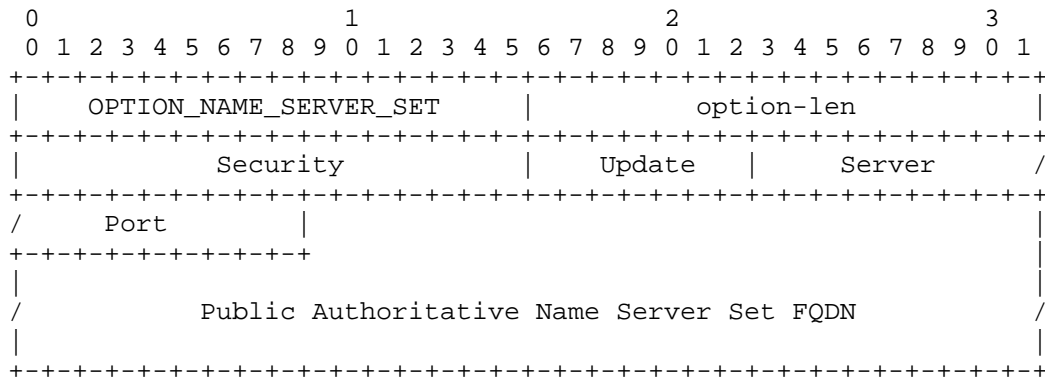 0                   1                   2                   3
 0 1 2 3 4 5 6 7 8 9 0 1 2 3 4 5 6 7 8 9 0 1 2 3 4 5 6 7 8 9 0 1
+-+-+-+-+-+-+-+-+-+-+-+-+-+-+-+-+-+-+-+-+-+-+-+-+-+-+-+-+-+-+-+-+
|    OPTION_NAME_SERVER_SET     |          option-len           |
+-+-+-+-+-+-+-+-+-+-+-+-+-+-+-+-+-+-+-+-+-+-+-+-+-+-+-+-+-+-+-+-+
|            Security           |    Update   |     Server      /
+-+-+-+-+-+-+-+-+-+-+-+-+-+-+-+-+-+-+-+-+-+-+-+-+-+-+-+-+-+-+-+-+
/     Port        |                                             |
+-+-+-+-+-+-+-+-+-+                                             |
|                                                               |
/           Public Authoritative Name Server Set FQDN           /
|                                                               |
+-+-+-+-+-+-+-+-+-+-+-+-+-+-+-+-+-+-+-+-+-+-+-+-+-+-+-+-+-+-+-+-+